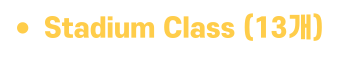 • Stadium Class (13개)